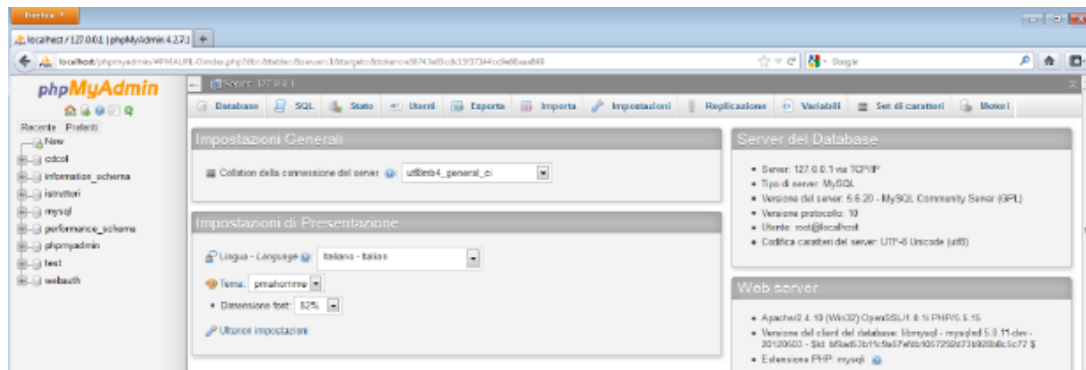 Firefox
localhost / 127.0.0.1 | phpMyAdmin 4.2.7.1
Google
phpMyAdmin
Recente Preferiti
New
cdcol
information_schema
istruttori
mysql
performance_schema
phpmyadmin
test
webauth
Server: 127.0.0.1
Database SQL Stato Utenti Esporta Importa Impostazioni Replicazione Variabili Set di caratteri Motori
Impostazioni Generali
Collation della connessione del server utf8mb4_general_ci
Impostazioni di Presentazione
Lingua - Language Italiano - Italian
Tema: pmahomme
Dimensione font: 82%
Ulteriori impostazioni
Server del Database
Server: 127.0.0.1 via TCP/IP
Tipo di server: MySQL
Versione del server: 5.6.20 - MySQL Community Server (GPL)
Versione protocollo: 10
Utente: root@localhost
Codifica caratteri del server: UTF-8 Unicode (utf8)
Web server
Apache/2.4.10 (Win32) OpenSSL/1.0.1i PHP/5.5.15
Versione del client del database: libmysql - mysqlnd 5.0.11-dev -
20120503 - $Id:
Estensione PHP: mysqli